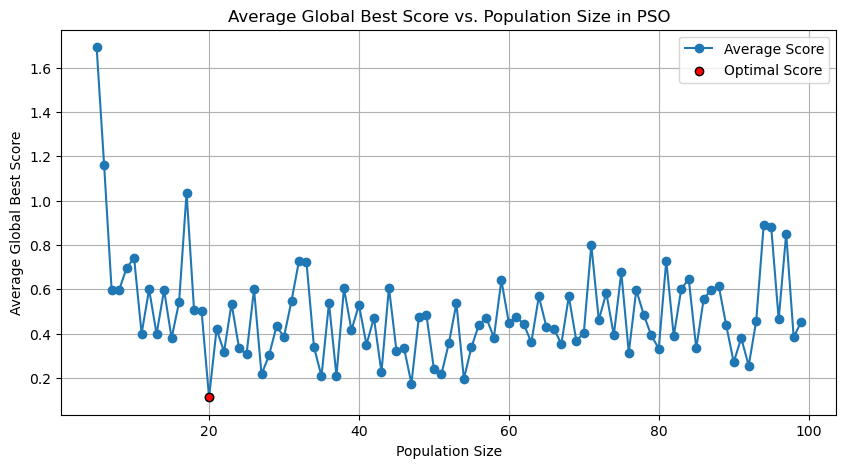 Average Global Best Score vs. Population Size in PSO
Average Score
Optimal Score
1.6
1.4
1.2
1.0
0.8
0.6
0.4
0.2
Average Global Best Score
20
40
60
80
100
Population Size